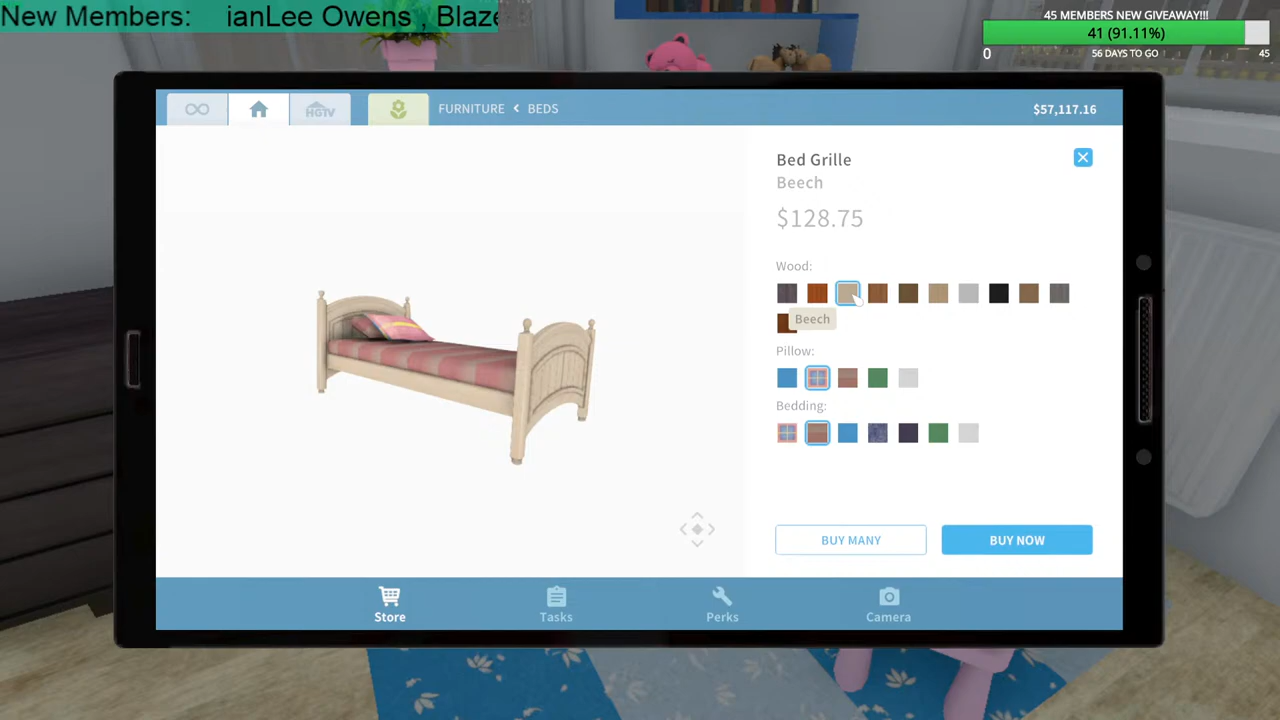 New Members: ianLee Owens , Blaze
45 MEMBERS NEW GIVEAWAY!!!
41 (91.11%)
0
56 DAYS TO GO
45
HGTV
FURNITURE < BEDS
$57,117.16
Bed Grille
Beech
$128.75
Wood:
Beech
Pillow:
Bedding:
BUY MANY
BUY NOW
Store
Tasks
Perks
Camera